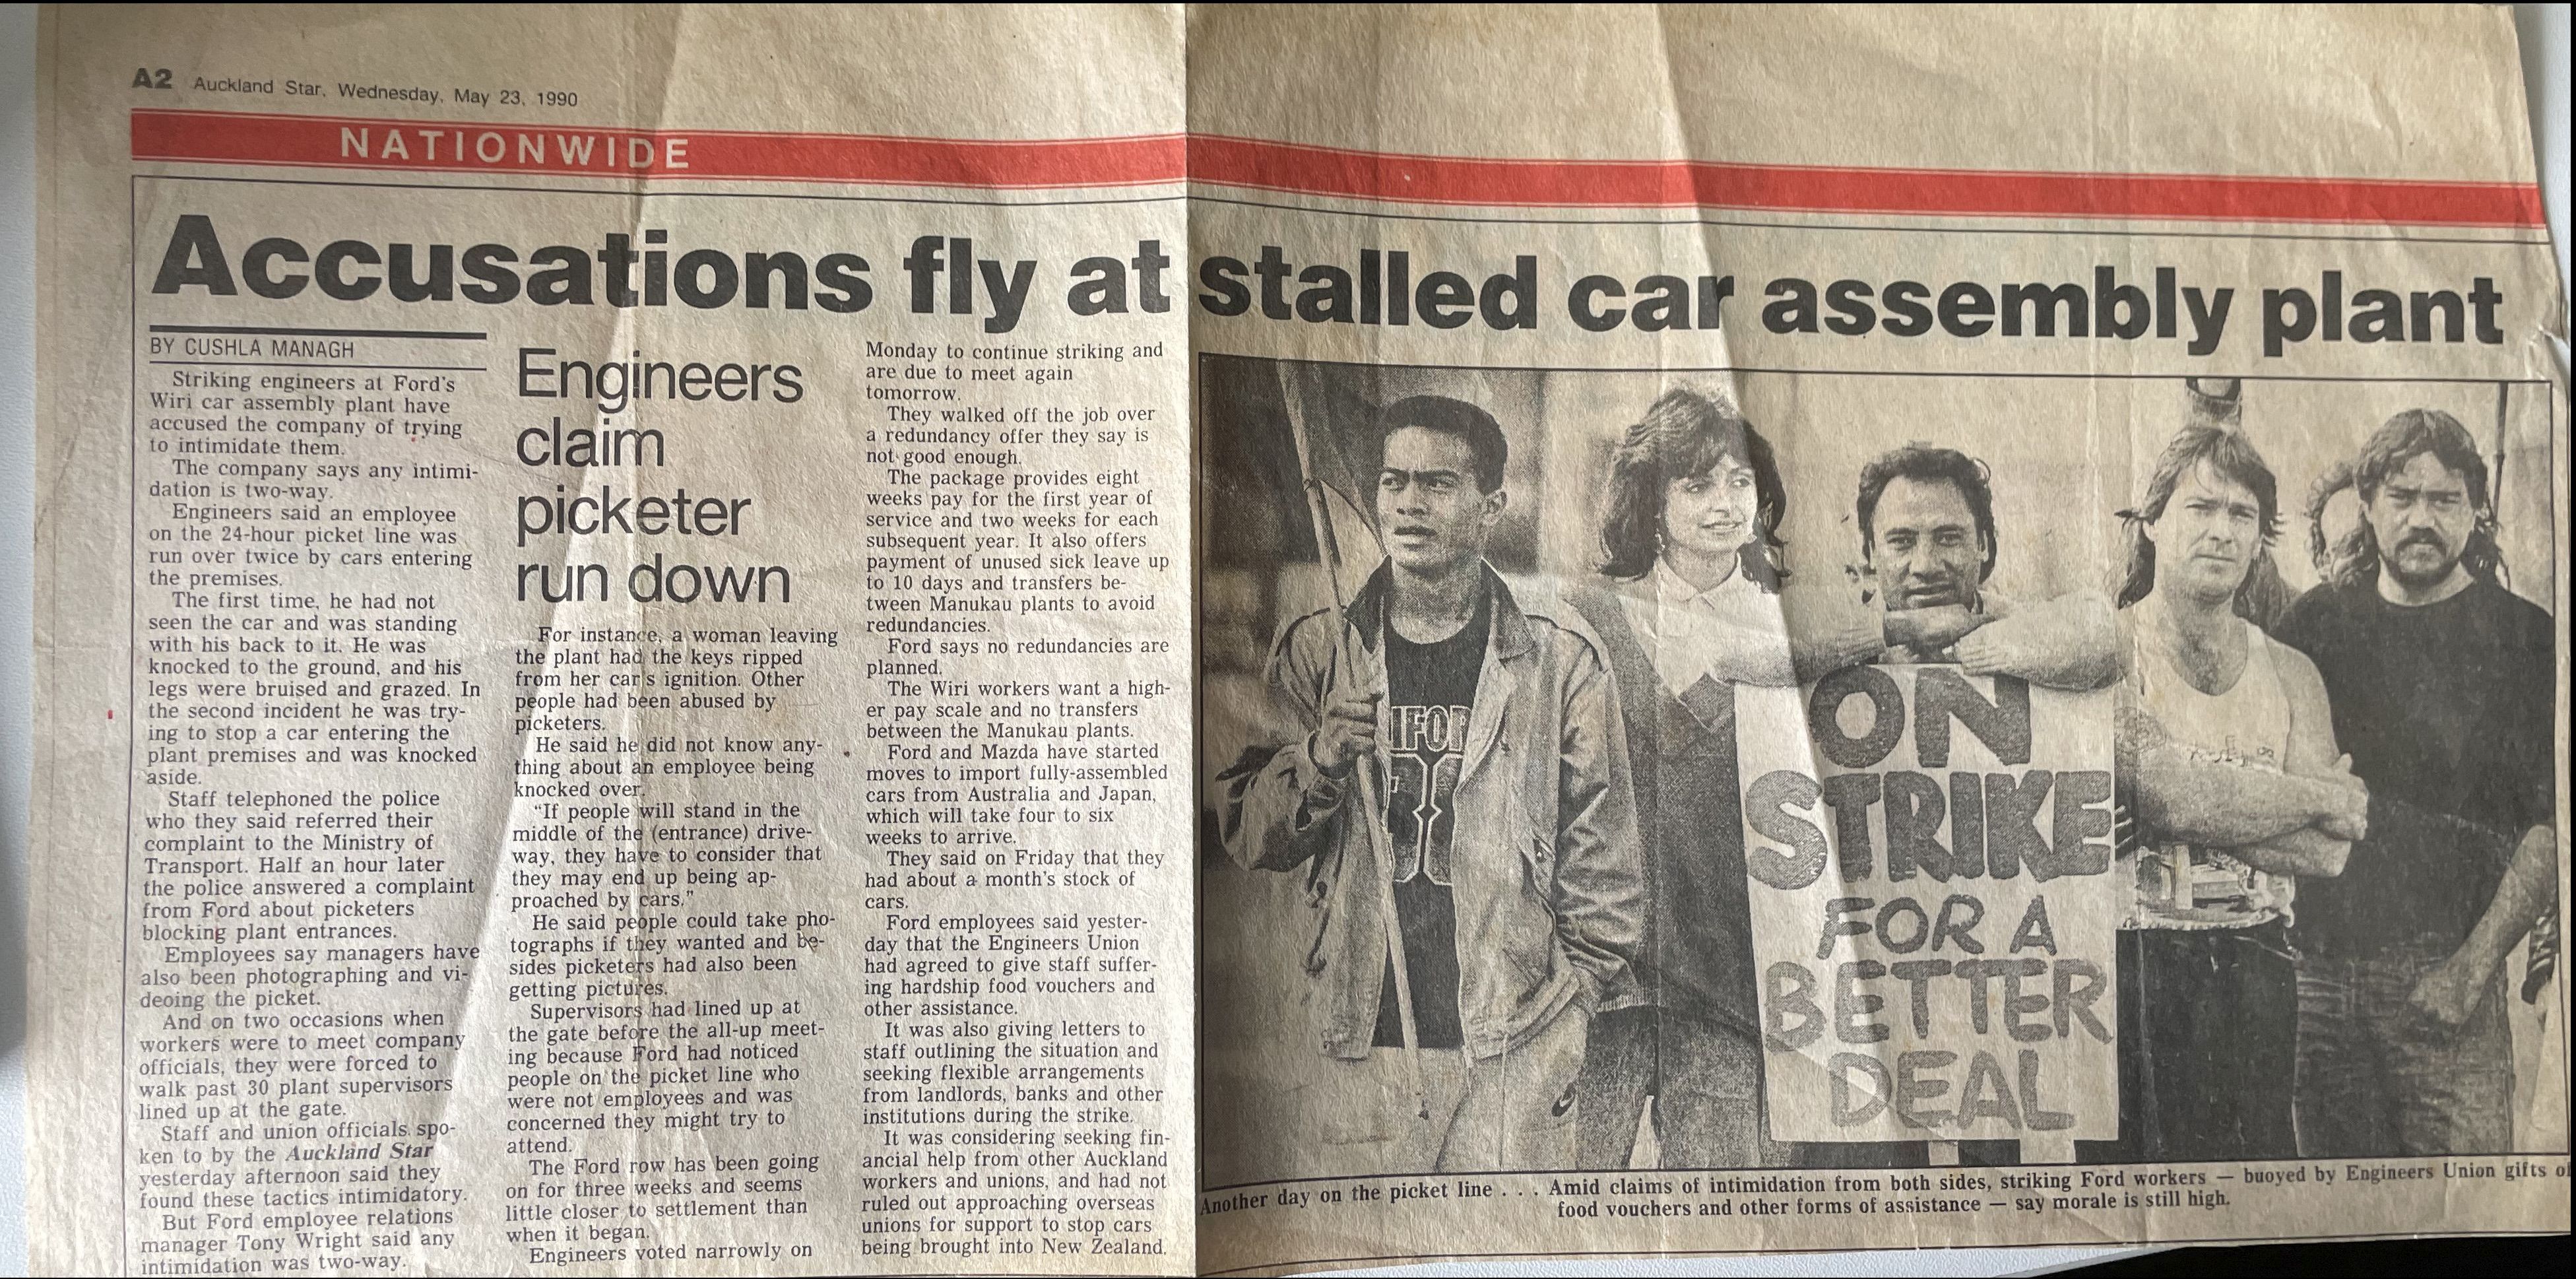 A2 Auckland Star, Wednesday, May 23, 1990
NATIONWIDE
Accusations fly at stalled car assembly plant
BY CUSHLA MANAGH
Striking engineers at Ford's
Wiri car assembly plant have
accused the company of trying
to intimidate them.
The company says any intimi-
dation is two-way.
Engineers said an employee
on the 24-hour picket line was
run over twice by cars entering
the premises.
The first time, he had not
seen the car and was standing
with his back to it. He was
knocked to the ground, and his
legs were bruised and grazed. In
the second incident he was try-
ing to stop a car entering the
plant premises and was knocked
aside.
Staff telephoned the police
who they said referred their
complaint to the Ministry of
Transport. Half an hour later
the police answered a complaint
from Ford about picketers
blocking plant entrances.
Employees say managers have
also been photographing and vi-
deoing the picket.
And on two occasions when
workers were to meet company
officials, they were forced to
walk past 30 plant supervisors
lined up at the gate.
Staff and union officials spo-
ken to by the Auckland Star
yesterday afternoon said they
found these tactics intimidatory.
But Ford employee relations
manager Tony Wright said any
intimidation was two-way.
Engineers
claim
picketer
run down
For instance, a woman leaving
the plant had the keys ripped
from her car's ignition. Other
people had been abused by
picketers.
He said he did not know any-
thing about an employee being
knocked over.
"If people will stand in the
middle of the (entrance) drive-
way, they have to consider that
they may end up being ap-
proached by cars."
He said people could take pho-
tographs if they wanted and be-
sides picketers had also been
getting pictures.
Supervisors had lined up at
the gate before the all-up meet-
ing because Ford had noticed
people on the picket line who
were not employees and was
concerned they might try to
attend.
The Ford row has been going
on for three weeks and seems
little closer to settlement than
when it began.
Engineers voted narrowly on
Monday to continue striking and
are due to meet again
tomorrow.
They walked off the job over
a redundancy offer they say is
not good enough.
The package provides eight
weeks pay for the first year of
service and two weeks for each
subsequent year. It also offers
payment of unused sick leave up
to 10 days and transfers be-
tween Manukau plants to avoid
redundancies.
Ford says no redundancies are
planned.
The Wiri workers want a high-
er pay scale and no transfers
between the Manukau plants.
Ford and Mazda have started
moves to import fully-assembled
cars from Australia and Japan,
which will take four to six
weeks to arrive.
They said on Friday that they
had about a month's stock of
cars.
Ford employees said yester-
day that the Engineers Union
had agreed to give staff suffer-
ing hardship food vouchers and
other assistance.
It was also giving letters to
staff outlining the situation and
seeking flexible arrangements
from landlords, banks and other
institutions during the strike.
It was considering seeking fin-
ancial help from other Auckland
workers and unions, and had not
ruled out approaching overseas
unions for support to stop cars
being brought into New Zealand.
IFOR
ON
STRIKE
FOR A
BETTER
DEAL
Another day on the picket line . . . Amid claims of intimidation from both sides, striking Ford workers — buoyed by Engineers Union gifts of
food vouchers and other forms of assistance — say morale is still high.